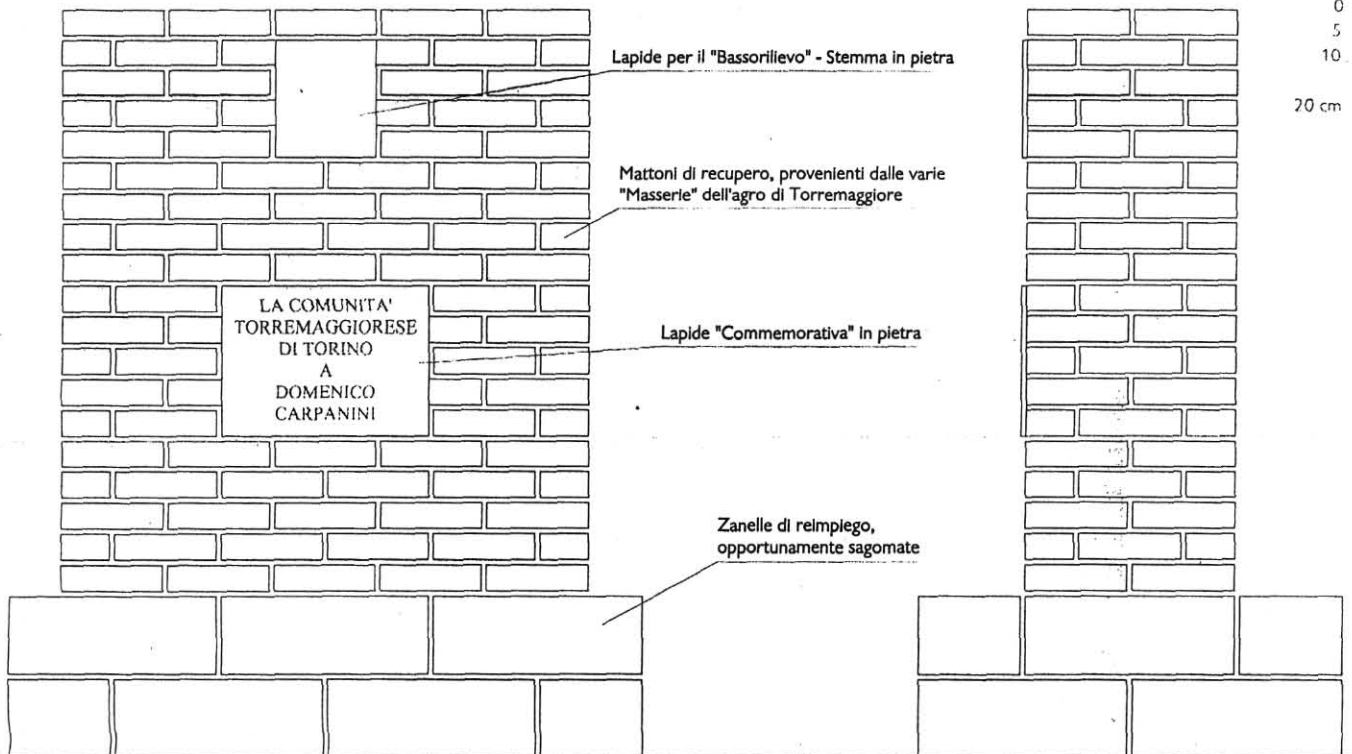 0
5
10
20 cm
Lapide per il "Bassorilievo" - Stemma in pietra
Mattoni di recupero, provenienti dalle varie
"Masserie" dell'agro di Torremaggiore
LA COMUNITA'
TORREMAGGIORESE
DI TORINO
A
DOMENICO
CARPANINI
Lapide "Commemorativa" in pietra
Zanelle di reimpiego,
opportunamente sagomate